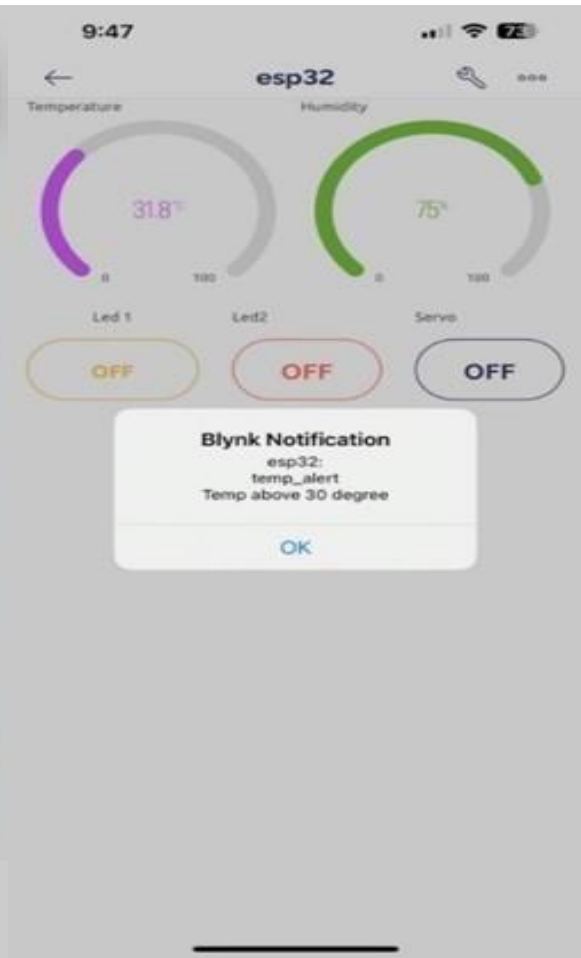 9:47
73
esp32
Temperature
Humidity
31.8°C
75%
0
100
0
100
Led 1
Led2
Servo
OFF
OFF
OFF
Blynk Notification
esp32:
temp_alert
Temp above 30 degree
OK